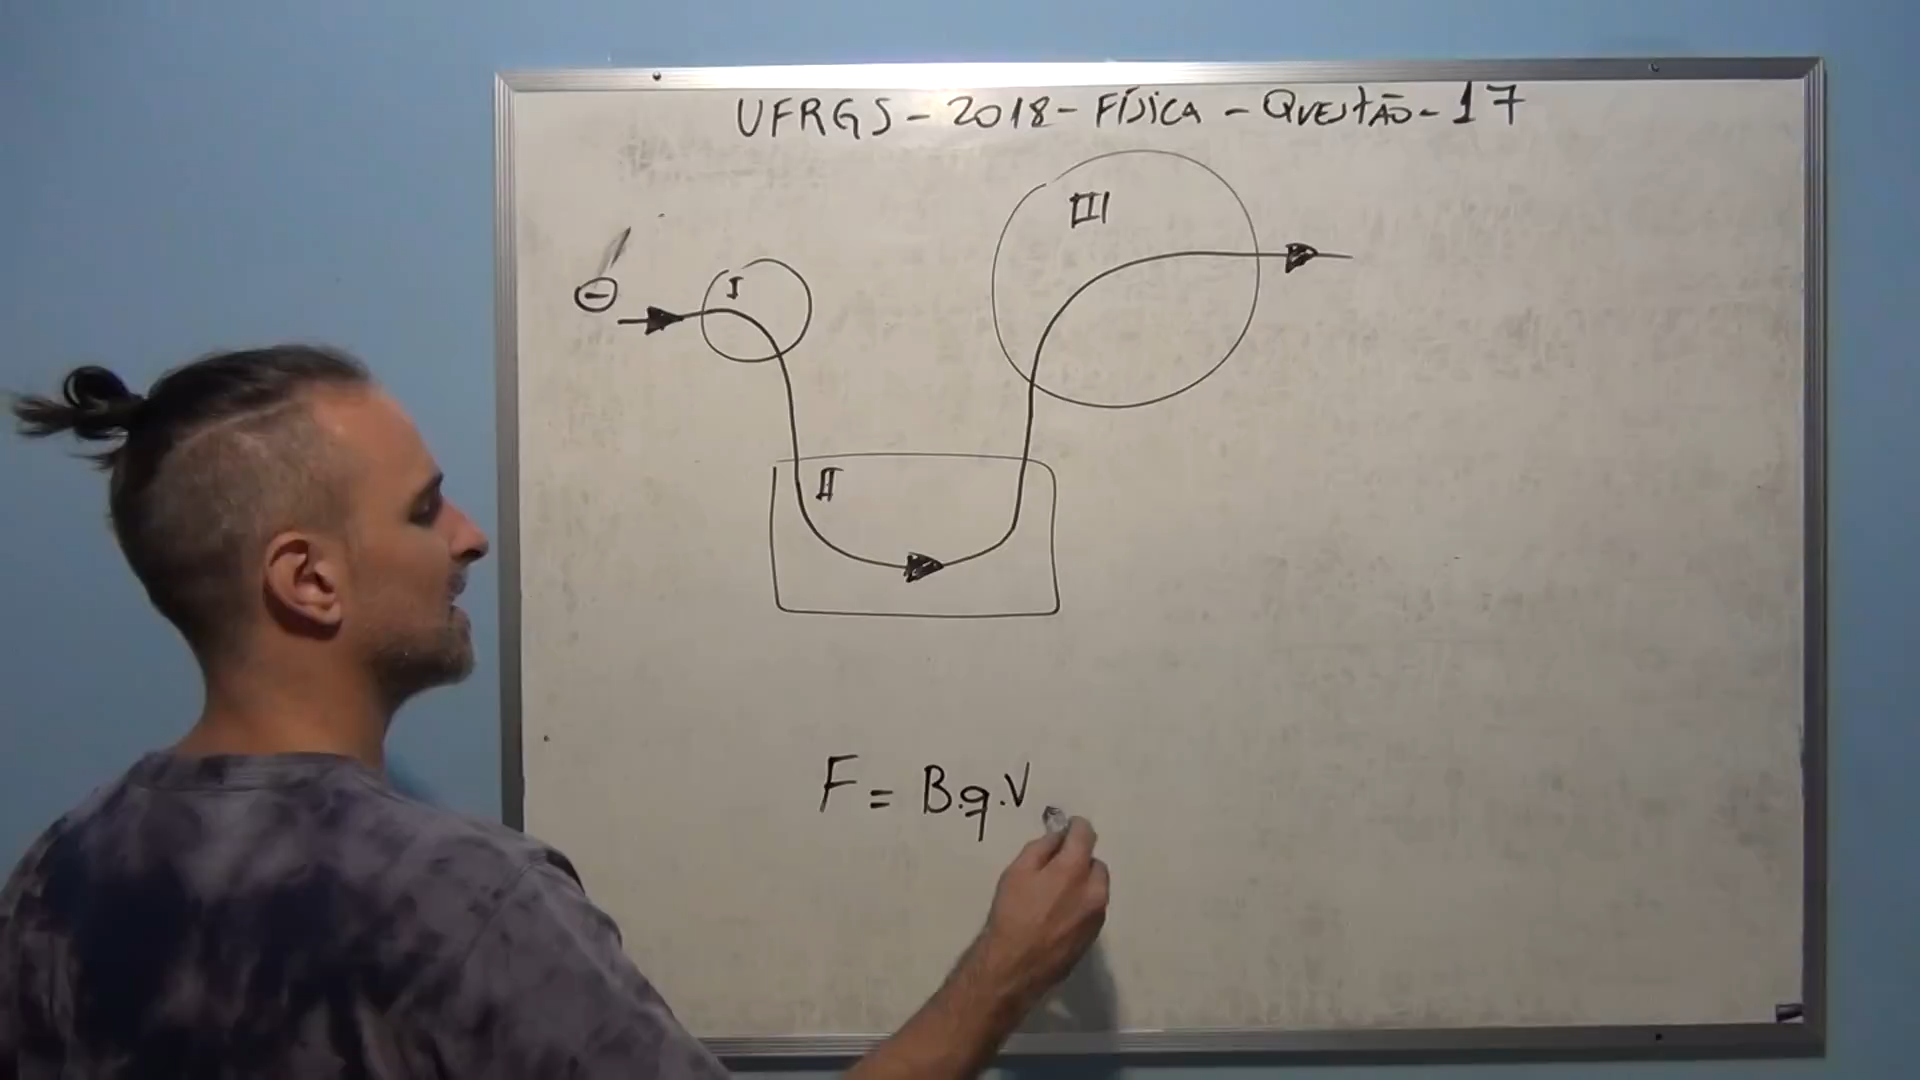 UFRGS - 2018 - FÍSICA - QUESTÃO - 17
III
I
-
II
F = B.q.V